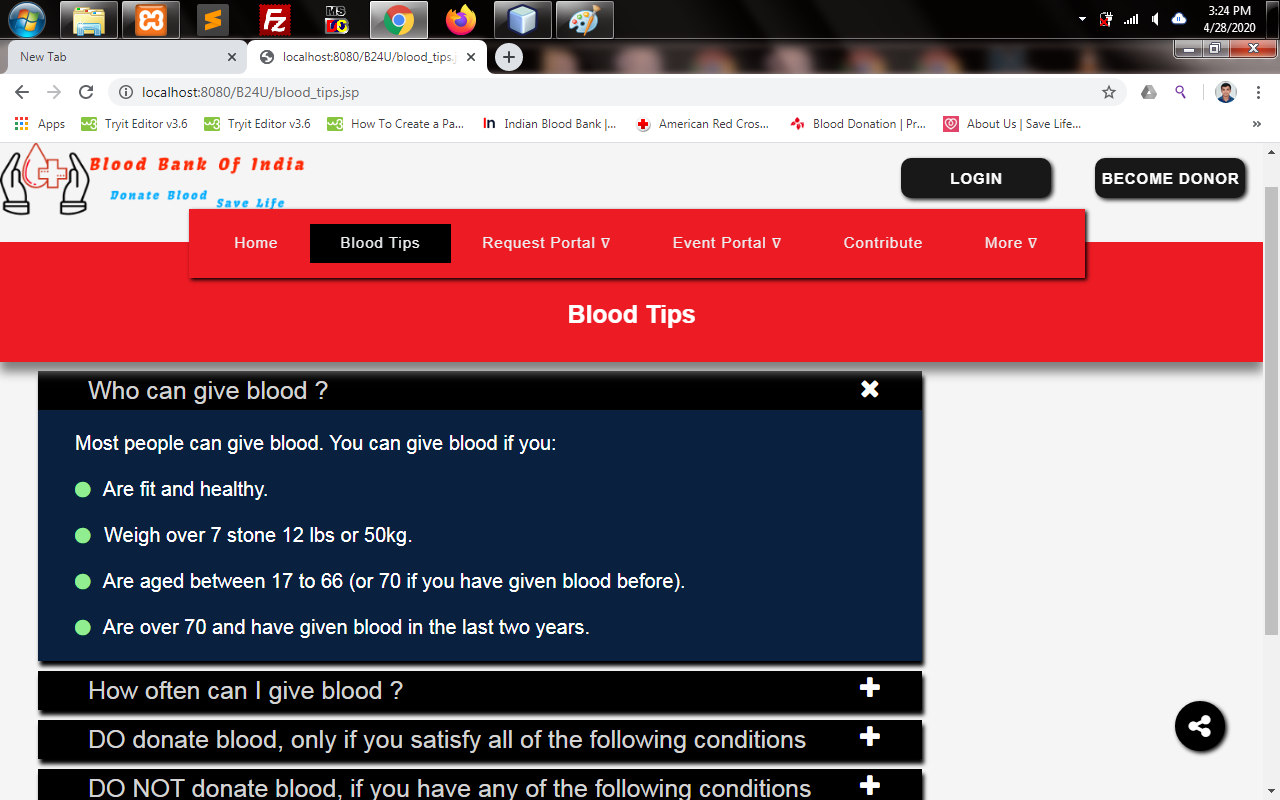 MS
3:24 PM
4/28/2020
New Tab
localhost:8080/B24U/blood_tips.j
localhost:8080/B24U/blood_tips.jsp
Apps
Tryit Editor v3.6
Tryit Editor v3.6
How To Create a Pa...
In Indian Blood Bank |...
American Red Cros...
Blood Donation | Pr...
About Us | Save Life...
»
Blood Bank Of India
Donate Blood Save Life
LOGIN
BECOME DONOR
Home
Blood Tips
Request Portal ∇
Event Portal ∇
Contribute
More ∇
Blood Tips
Who can give blood ?
Most people can give blood. You can give blood if you:
Are fit and healthy.
Weigh over 7 stone 12 lbs or 50kg.
Are aged between 17 to 66 (or 70 if you have given blood before).
Are over 70 and have given blood in the last two years.
How often can I give blood ?
DO donate blood, only if you satisfy all of the following conditions
DO NOT donate blood, if you have any of the following conditions